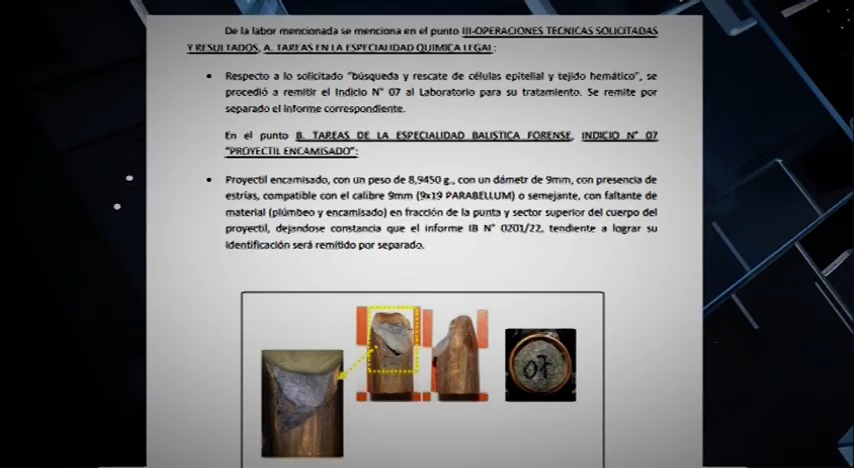 De la labor mencionada se menciona en el punto III-OPERACIONES TECNICAS SOLICITADAS
Y RESULTADOS, A. TAREAS EN LA ESPECIALIDAD QUIMICA LEGAL:
• Respecto a lo solicitado "búsqueda y rescate de células epitelial y tejido hemático", se
procedió a remitir el Indicio N° 07 al Laboratorio para su tratamiento. Se remite por
separado el informe correspondiente.
En el punto B. TAREAS DE LA ESPECIALIDAD BALISTICA FORENSE, INDICIO N° 07
"PROYECTIL ENCAMISADO":
• Proyectil encamisado, con un peso de 8,9450 g., con un dámetr de 9mm, con presencia de
estrías, compatible con el calibre 9mm (9x19 PARABELLUM) o semejante, con faltante de
material (plúmbeo y encamisado) en fracción de la punta y sector superior del cuerpo del
proyectil, dejandose constancia que el informe IB N° 0201/22, tendiente a lograr su
identificación será remitido por separado.
07